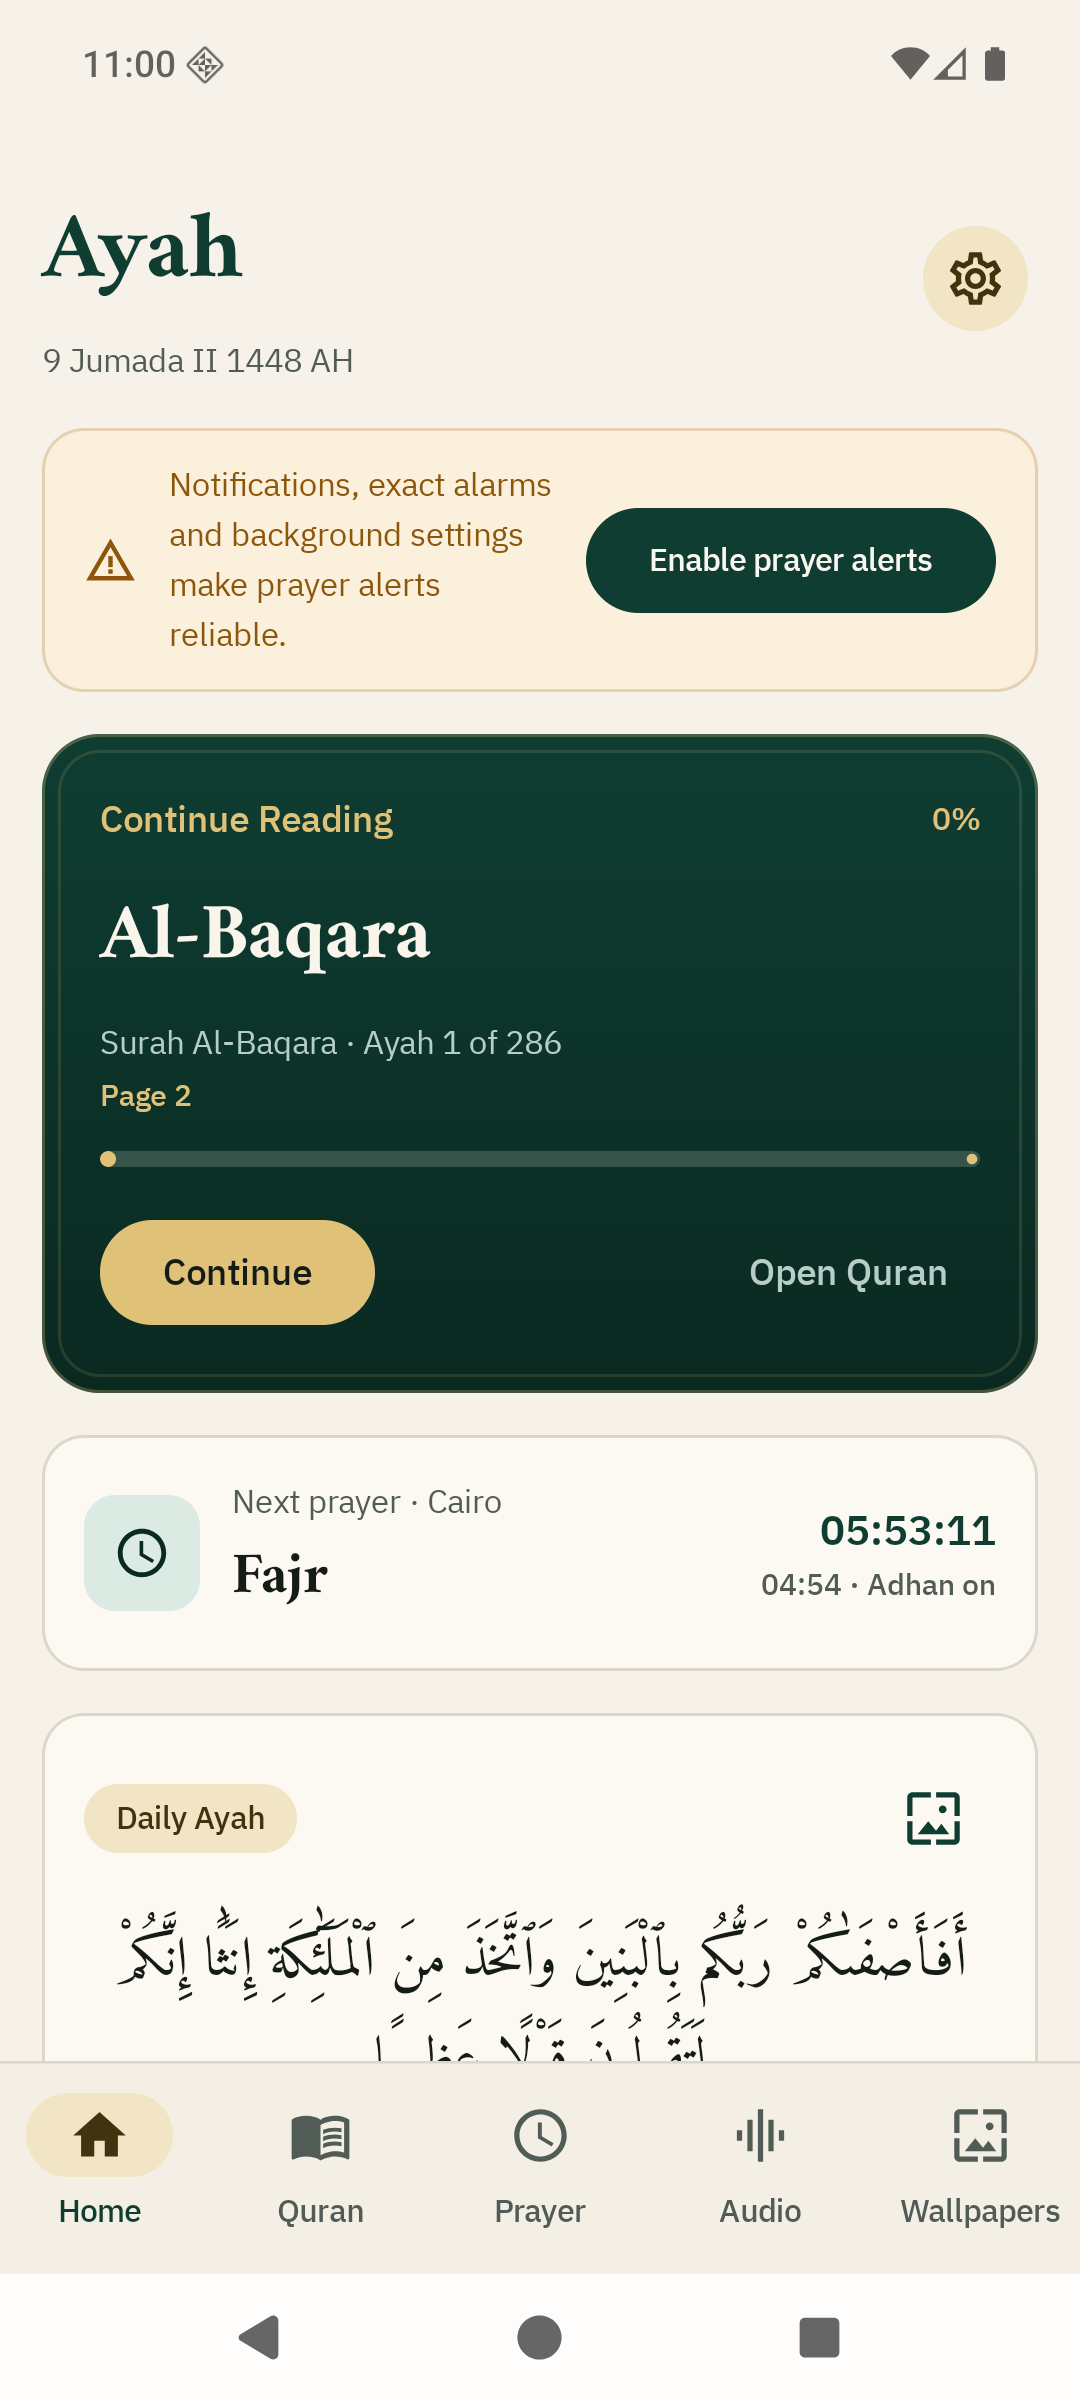 11:00
Ayah
9 Jumada II 1448 AH
Notifications, exact alarms
and background settings
make prayer alerts
reliable.
Enable prayer alerts
Continue Reading
0%
Al-Baqara
Surah Al-Baqara · Ayah 1 of 286
Page 2
Continue
Open Quran
Next prayer · Cairo
Fajr
05:53:11
04:54 · Adhan on
Daily Ayah
أَفَأَصْفَىٰكُمْ رَبُّكُم بِٱلْبَنِينَ وَٱتَّخَذَ مِنَ ٱلْمَلَٰٓئِكَةِ إِنَٰثًا إِنَّكُمْ
Home
Quran
Prayer
Audio
Wallpapers